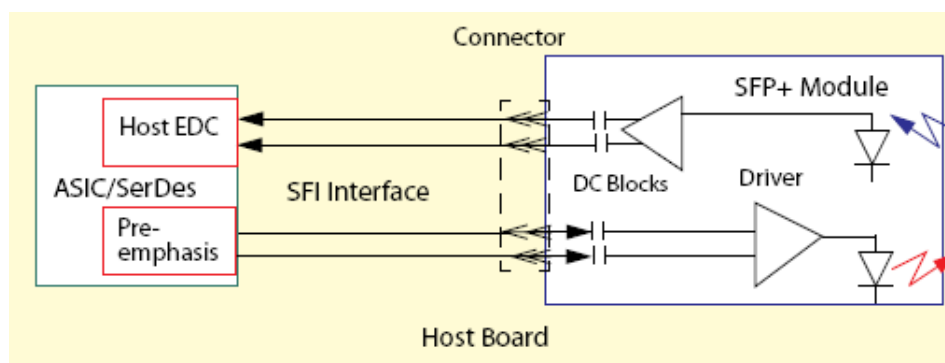 Connector
SFP+ Module
Host EDC
ASIC/SerDes
SFI Interface
DC Blocks
Driver
Pre-
emphasis
Host Board